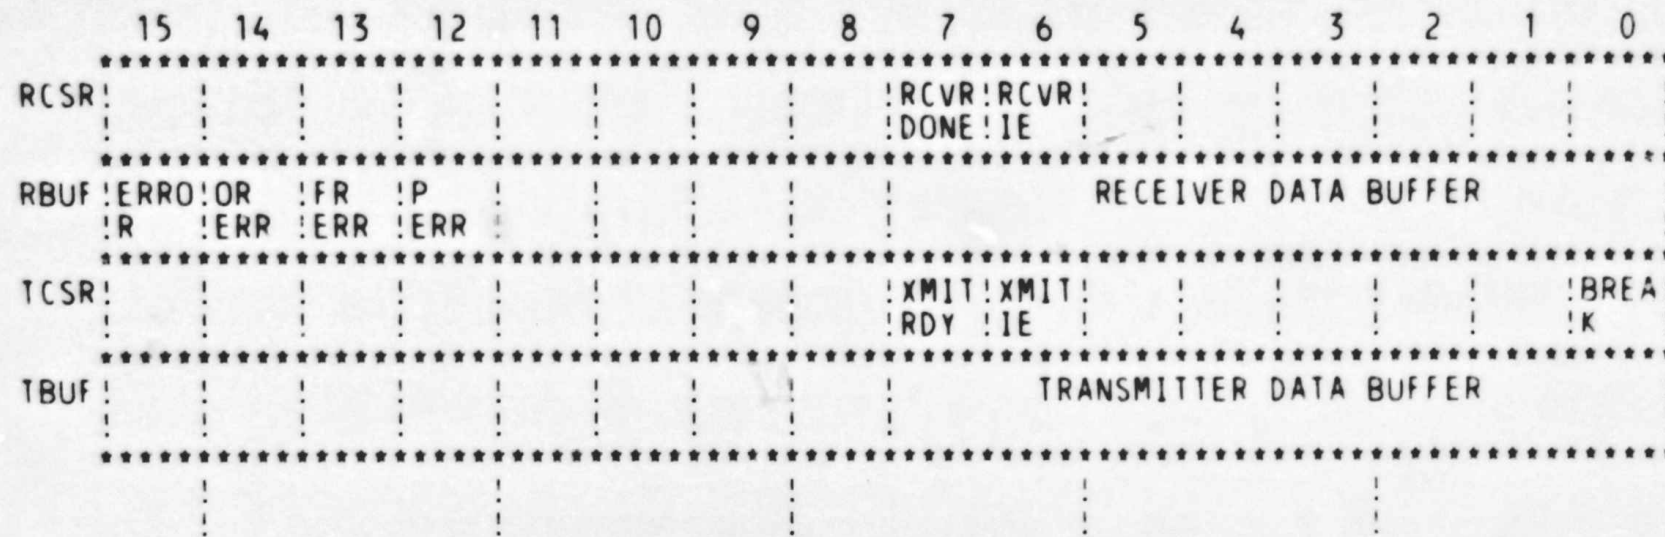 15 14 13 12 11 10 9 8 7 6 5 4 3 2 1 0
RCSR RCVR RCVR
DONE IE
RBUF ERRO OR FR P RECEIVER DATA BUFFER
R ERR ERR ERR
TCSR XMIT XMIT BREA
RDY IE K
TBUF TRANSMITTER DATA BUFFER